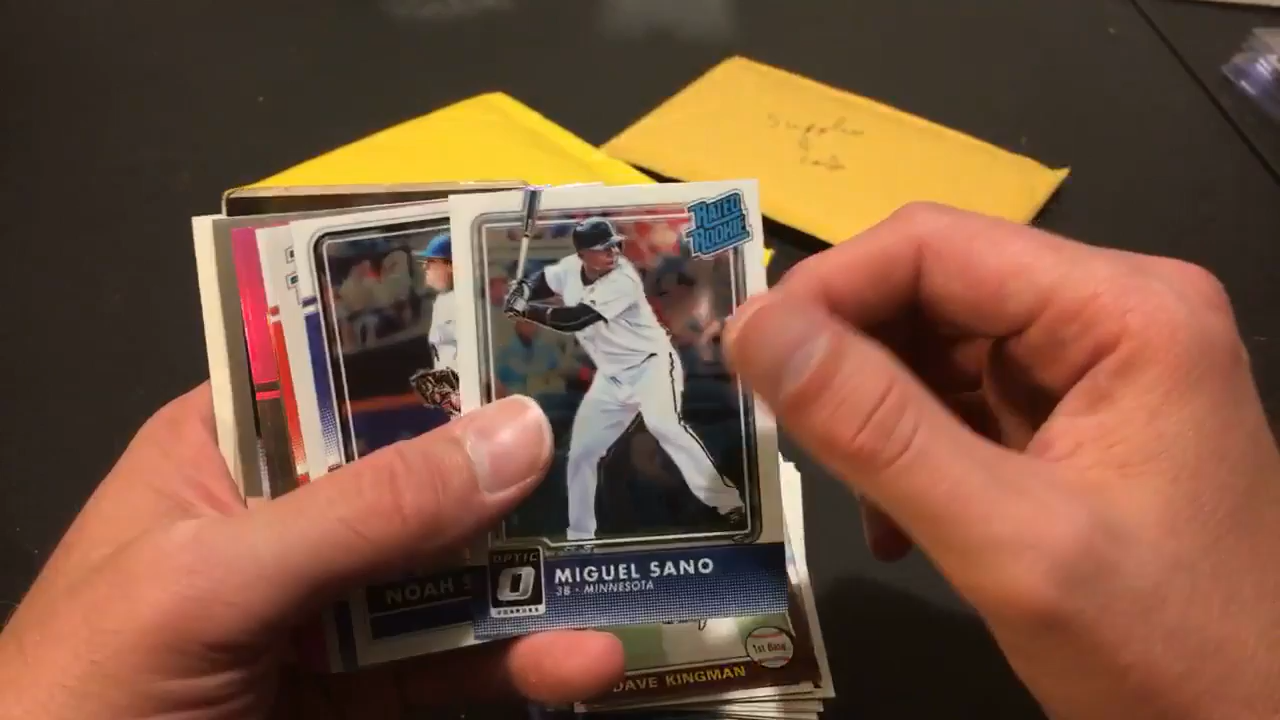 RATED
ROOKIE
OPTIC
O
DONRUSS
MIGUEL SANO
3B • MINNESOTA
NOAH S
1st Base
DAVE KINGMAN